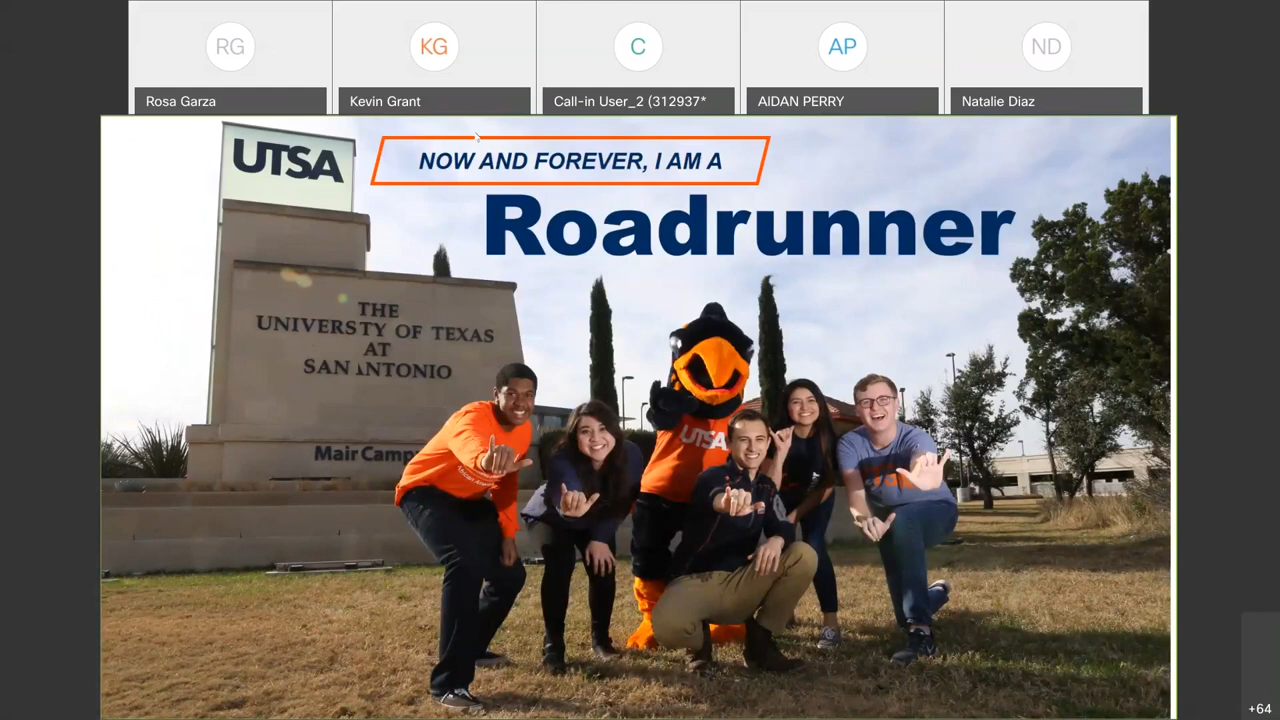 RG
KG
C
AP
ND
Rosa Garza
Kevin Grant
Call-in User_2 (312937*
AIDAN PERRY
Natalie Diaz
UTSA
NOW AND FOREVER, I AM A
Roadrunner
THE
UNIVERSTY OF TEXAS
AT
SAN ANTONIO
UTSA
+64